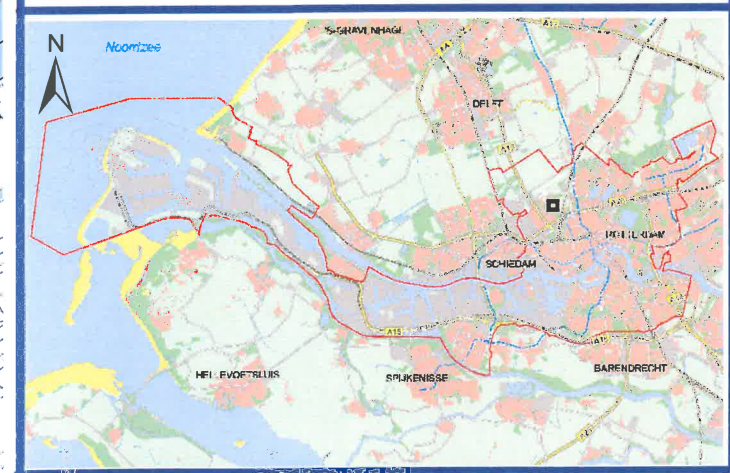 N
Noordzee
'S-GRAVENHAGE
DELFT
A13
ROTTERDAM
SCHIEDAM
A15
HELLEVOETSLUIS
SPIJKENISSE
BARENDRECHT